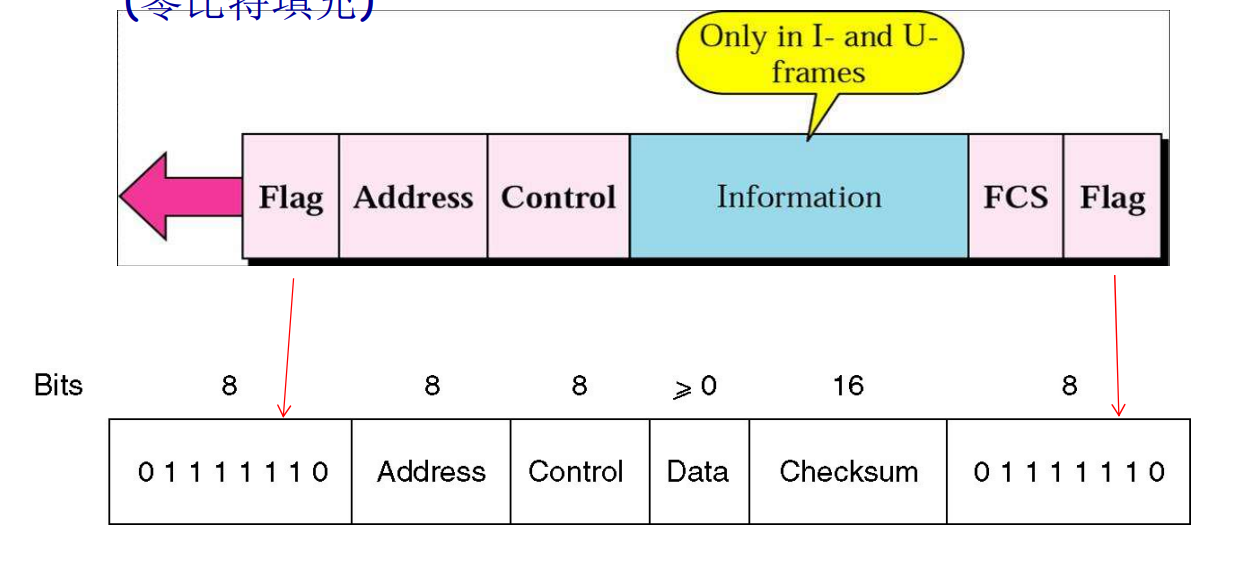 (零比特填充)
Only in I- and U-
frames
Flag Address Control Information FCS Flag
Bits 8 8 8 ⩾ 0 16 8
0 1 1 1 1 1 1 0 Address Control Data Checksum 0 1 1 1 1 1 1 0